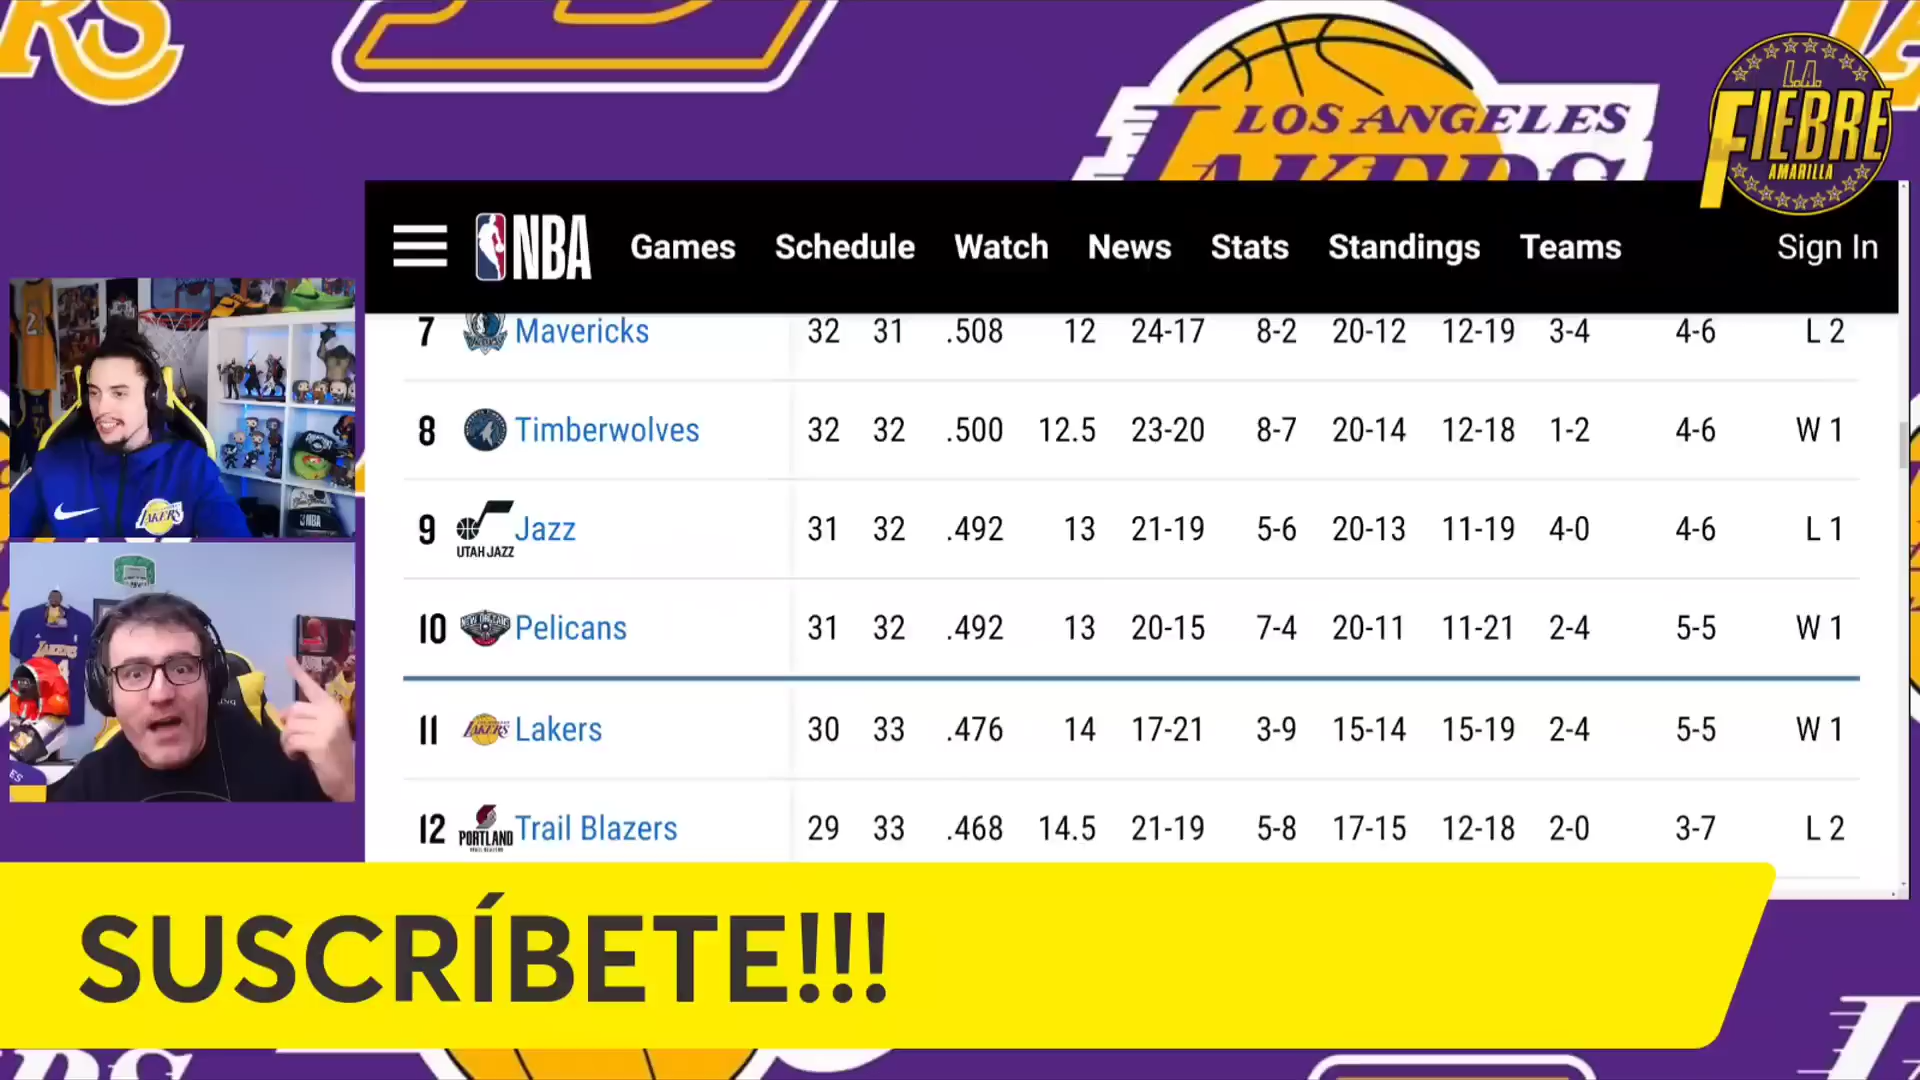 LOS ANGELES
LAKERS
L.A.
FIEBRE
AMARILLA
NBA Games Schedule Watch News Stats Standings Teams Sign In
7 Mavericks 32 31 .508 12 24-17 8-2 20-12 12-19 3-4 4-6 L 2
8 Timberwolves 32 32 .500 12.5 23-20 8-7 20-14 12-18 1-2 4-6 W 1
9 UTAH JAZZ Jazz 31 32 .492 13 21-19 5-6 20-13 11-19 4-0 4-6 L 1
10 Pelicans 31 32 .492 13 20-15 7-4 20-11 11-21 2-4 5-5 W 1
11 LAKERS Lakers 30 33 .476 14 17-21 3-9 15-14 15-19 2-4 5-5 W 1
12 PORTLAND Trail Blazers 29 33 .468 14.5 21-19 5-8 17-15 12-18 2-0 3-7 L 2
LAKERS
LAKERS
SUSCRÍBETE!!!